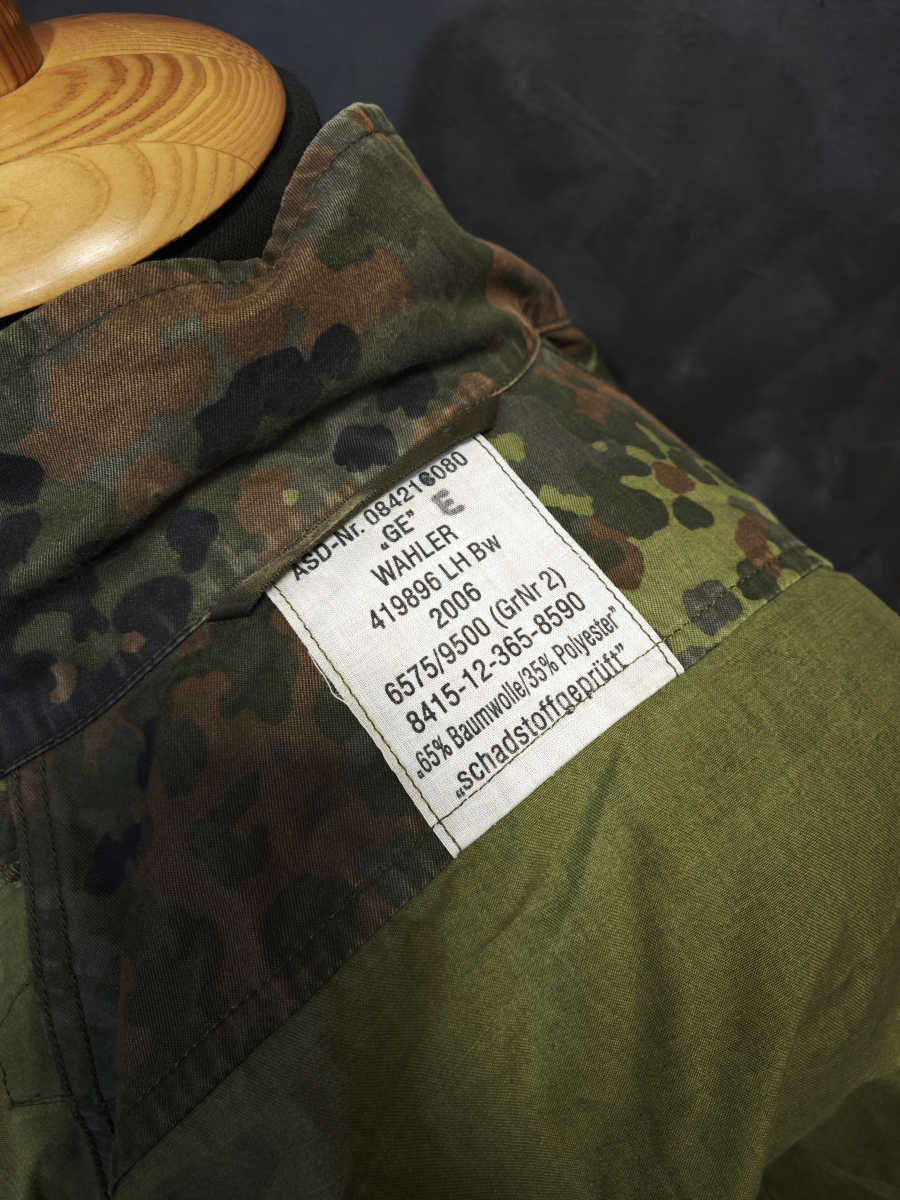 ASD-Nr. 084216080
„GE” E
WAHLER
419896 LH Bw
2006
6575/9500 (GrNr 2)
8415-12-365-8590
„65% Baumwolle/35% Polyester”
„schadstoffgeprüft”